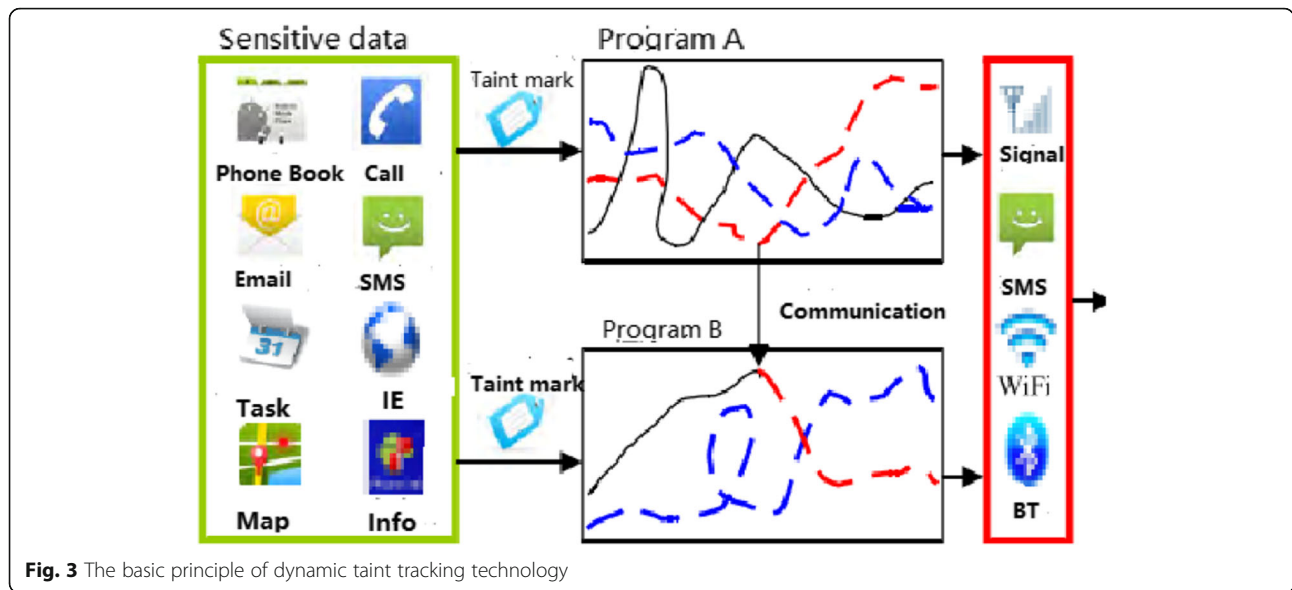 Sensitive data
Program A
Taint mark
Phone Book
Call
Signal
Email
SMS
SMS
Communication
Program B
31
Taint mark
Task
IE
WiFi
Map
Info
BT
Fig. 3 The basic principle of dynamic taint tracking technology